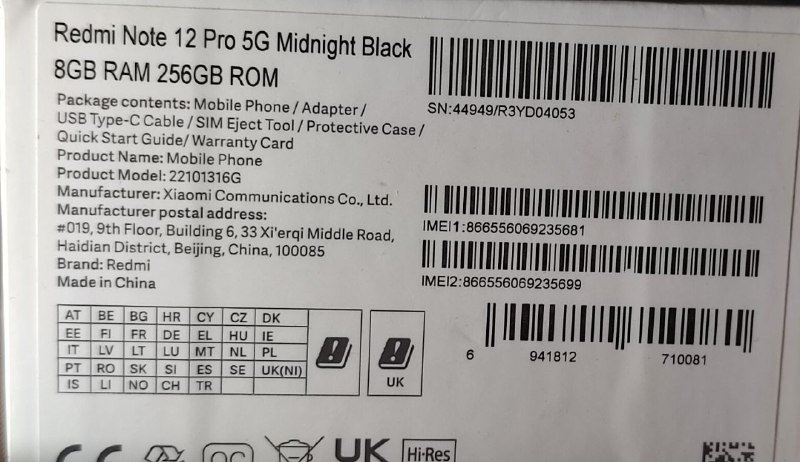 Redmi Note 12 Pro 5G Midnight Black
8GB RAM 256GB ROM
Package contents: Mobile Phone / Adapter /
USB Type-C Cable / SIM Eject Tool / Protective Case /
Quick Start Guide/ Warranty Card
Product Name: Mobile Phone
Product Model: 22101316G
Manufacturer: Xiaomi Communications Co., Ltd.
Manufacturer postal address:
#019, 9th Floor, Building 6, 33 Xi'erqi Middle Road,
Haidian District, Beijing, China, 100085
Brand: Redmi
Made in China
SN:44949/R3YD04053
IMEI1:866556069235681
IMEI2:866556069235699
6 941812 710081
AT BE BG HR CY CZ DK
EE FI FR DE EL HU IE
IT LV LT LU MT NL PL
PT RO SK SI ES SE UK(NI)
IS LI NO CH TR
UK
CE QC UK Hi-Res